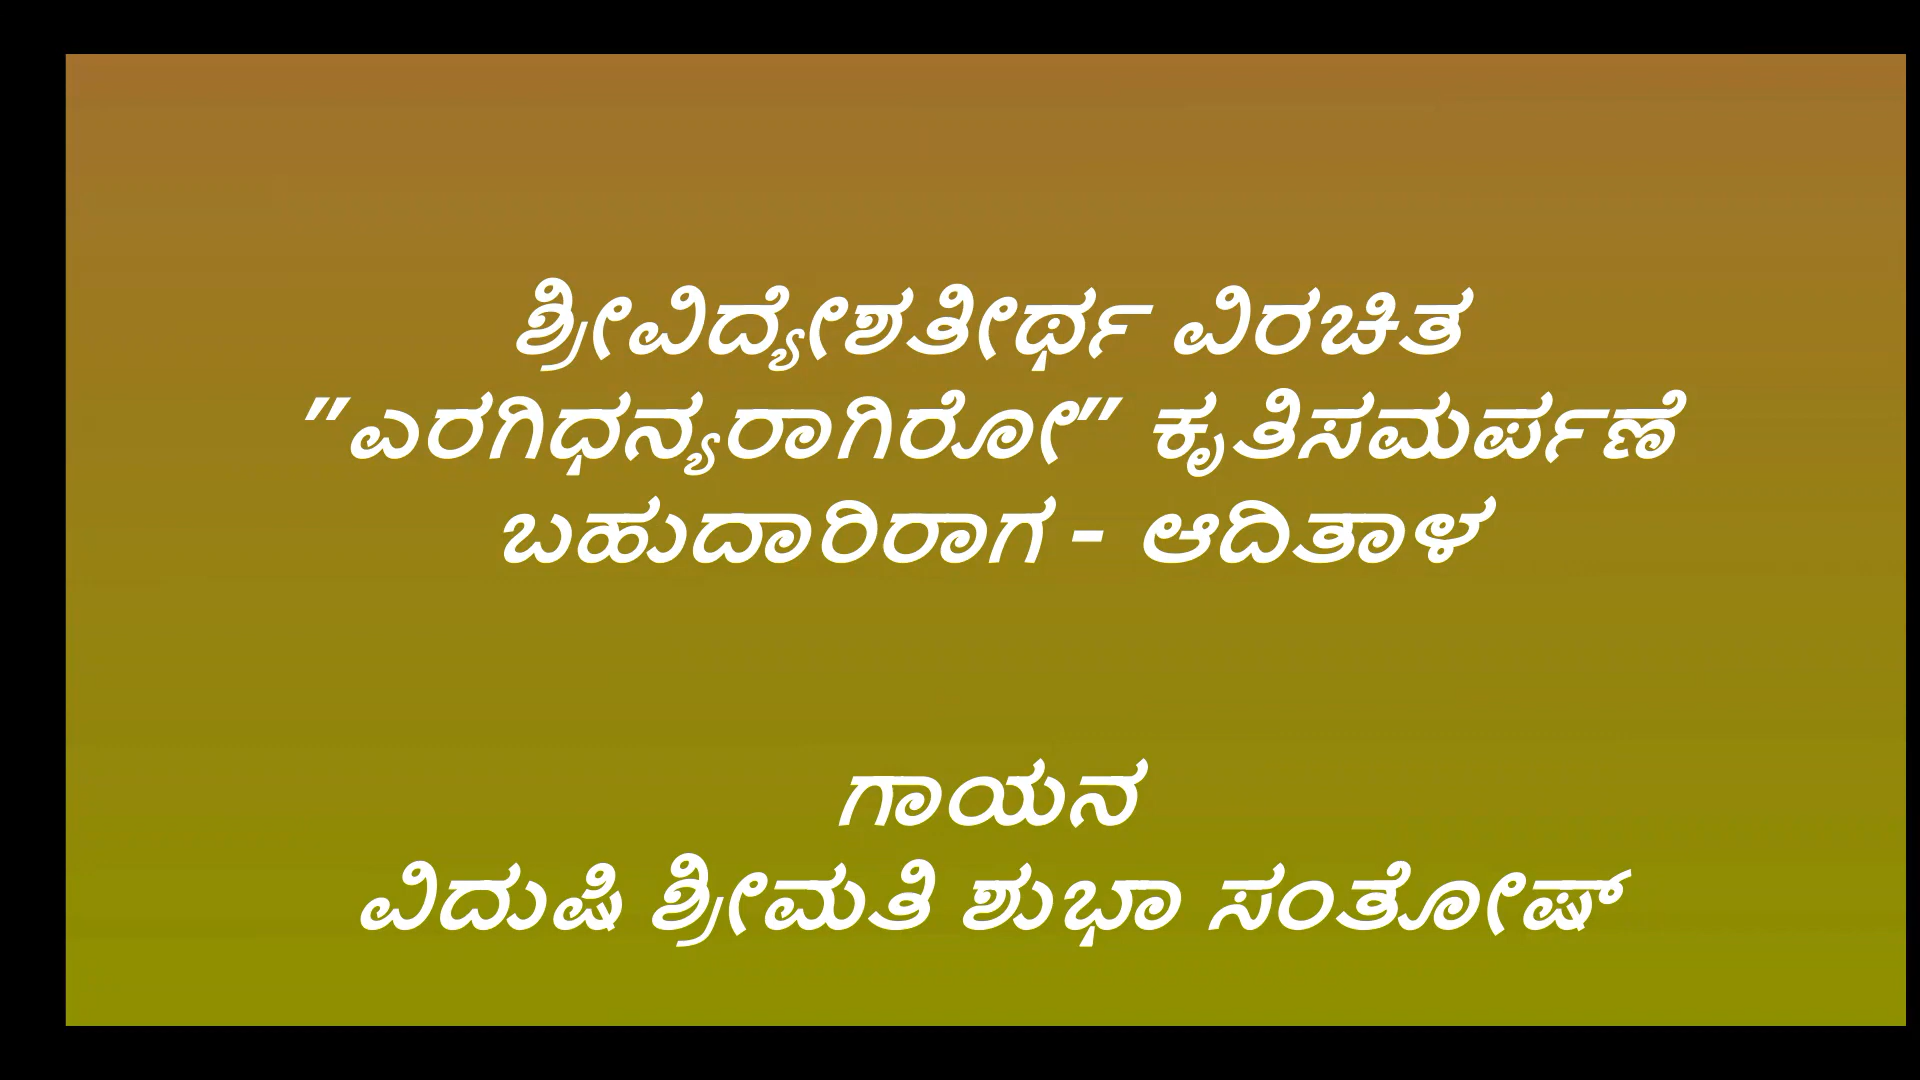 ಶ್ರೀವಿದ್ಯೇಶತೀರ್ಥ ವಿರಚಿತ
"ಎರಗಿಧನ್ಯರಾಗಿರೋ" ಕೃತಿಸಮರ್ಪಣೆ
ಬಹುದಾರಿರಾಗ - ಆದಿತಾಳ
ಗಾಯನ
ವಿದುಷಿ ಶ್ರೀಮತಿ ಶುಭಾ ಸಂತೋಷ್